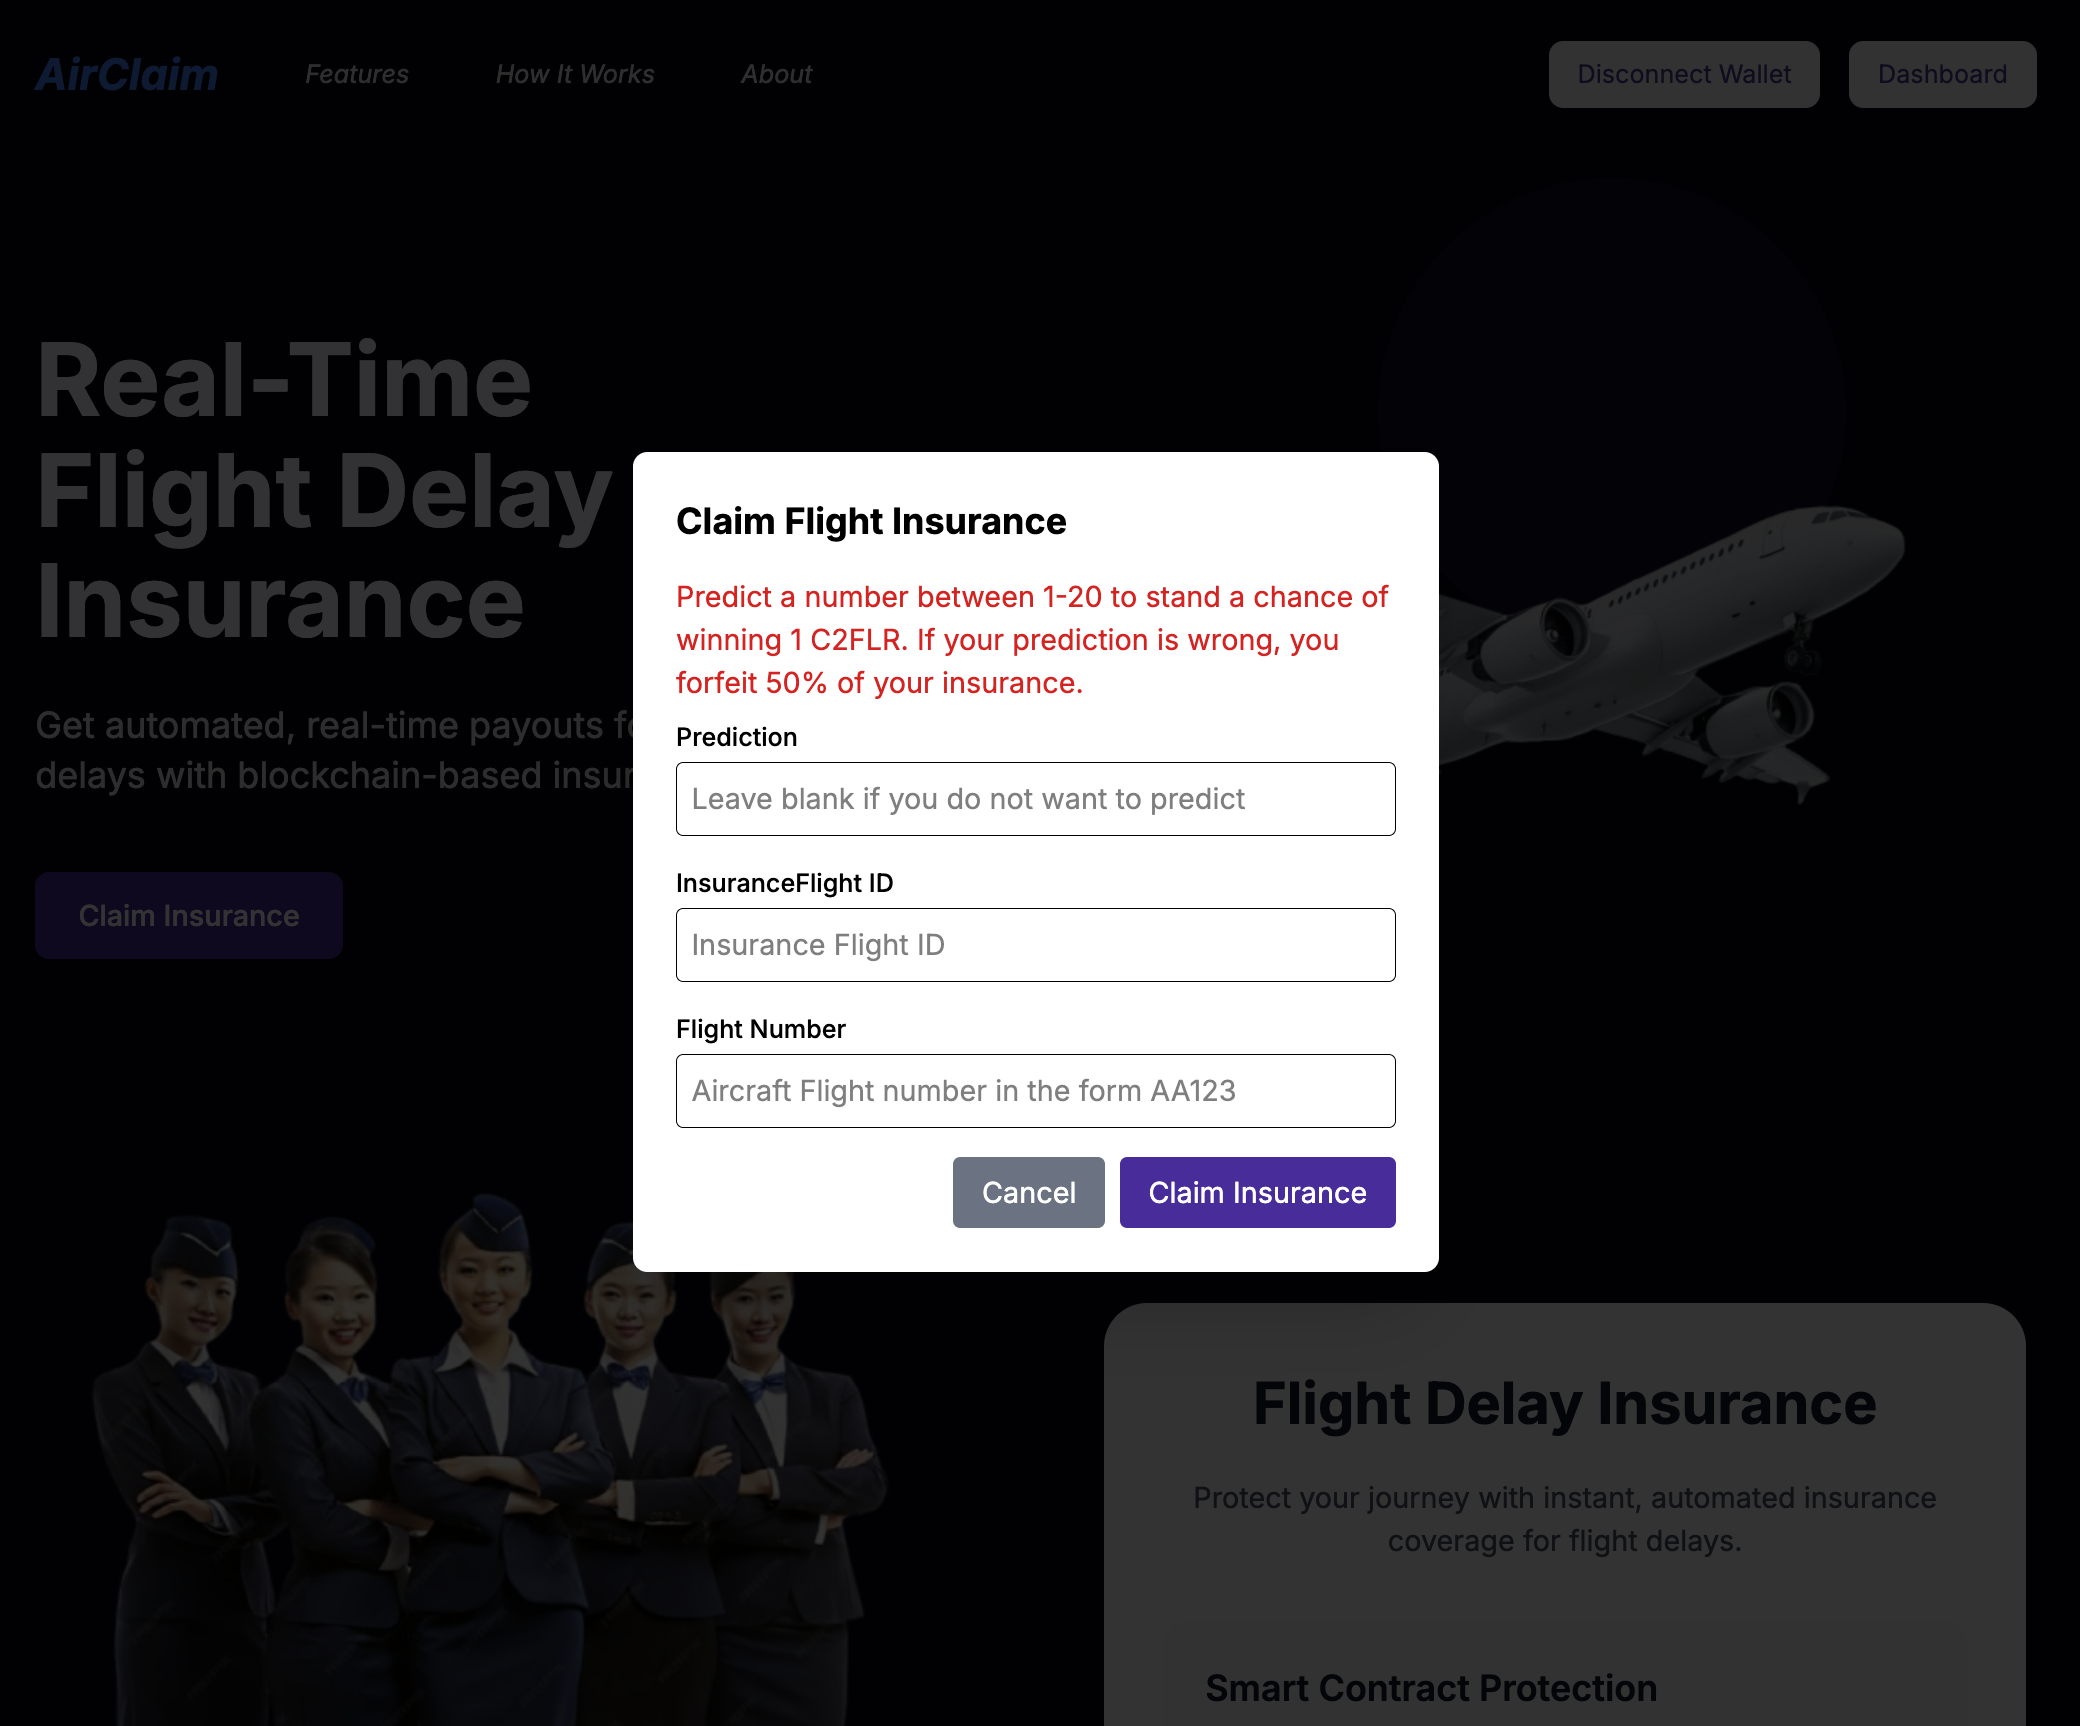 AirClaim
Features
How It Works
About
Disconnect Wallet
Dashboard
Real-Time
Flight Delay
Insurance
Get automated, real-time payouts
delays with blockchain-based
Claim Insurance
Claim Flight Insurance
Predict a number between 1-20 to stand a chance of
winning 1 C2FLR. If your prediction is wrong, you
forfeit 50% of your insurance.
Prediction
Leave blank if you do not want to predict
InsuranceFlight ID
Insurance Flight ID
Flight Number
Aircraft Flight number in the form AA123
Cancel
Claim Insurance
Flight Delay Insurance
Protect your journey with instant, automated insurance
coverage for flight delays.
Smart Contract Protection